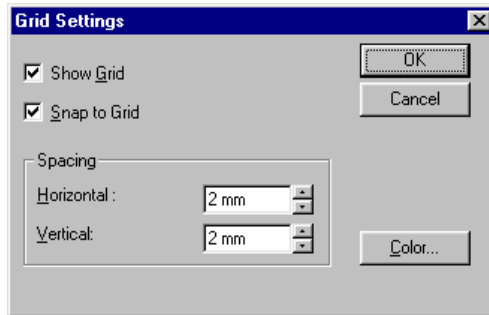 Grid Settings
Show Grid
Snap to Grid
OK
Cancel
Spacing
Horizontal :
2 mm
Vertical:
2 mm
Color...